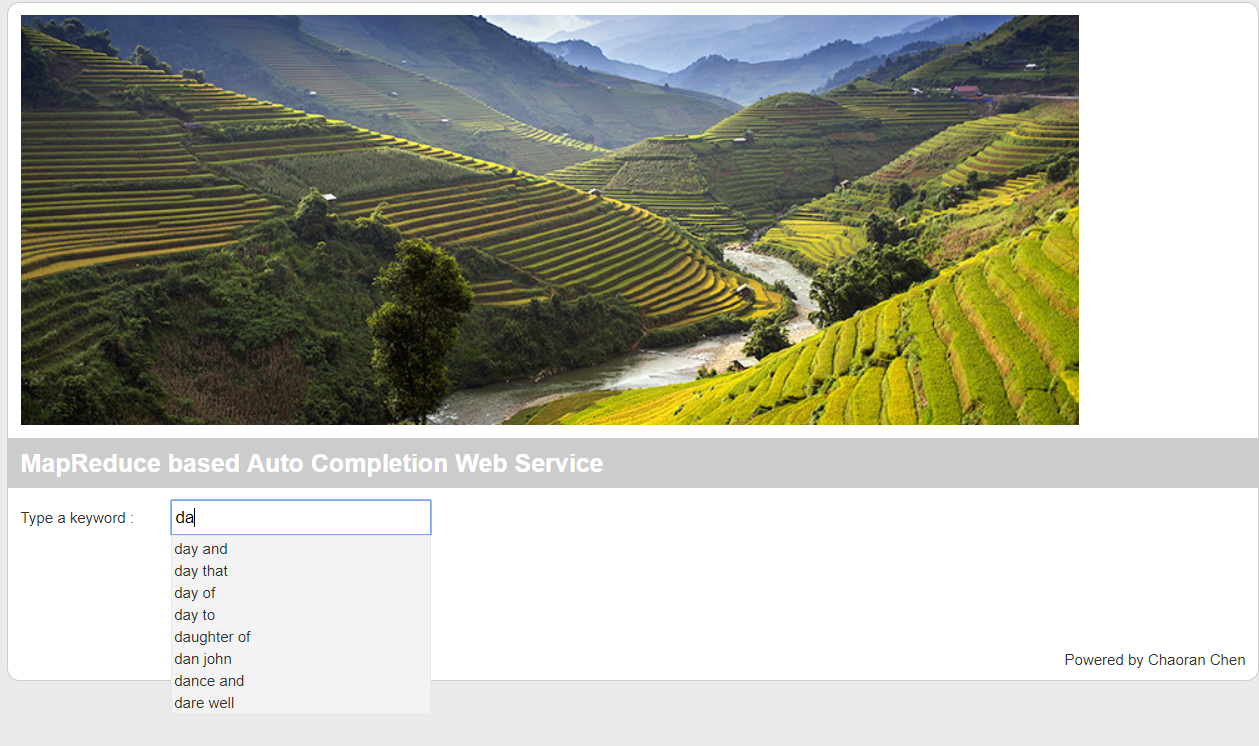 MapReduce based Auto Completion Web Service
Type a keyword :
da
day and
day that
day of
day to
daughter of
dan john
dance and
dare well
Powered by Chaoran Chen